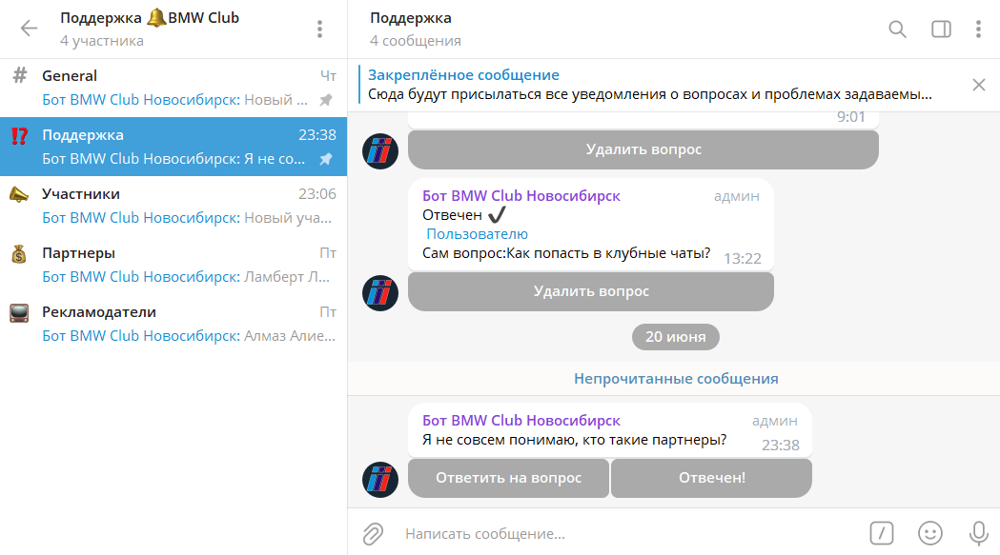 Поддержка 🔔BMW Club
4 участника
# General
Чт
Бот BMW Club Новосибирск: Новый ...
⁉ Поддержка
23:38
Бот BMW Club Новосибирск: Я не со...
Участники
23:06
Бот BMW Club Новосибирск: Новый уча...
Партнеры
Пт
Бот BMW Club Новосибирск: Ламберт Л...
Рекламодатели
Пт
Бот BMW Club Новосибирск: Алмаз Алие...
Поддержка
4 сообщения
Закреплённое сообщение
Сюда будут присылаться все уведомления о вопросах и проблемах задаваемы...
9:01
Удалить вопрос
Бот BMW Club Новосибирск
админ
Отвечен ✔
Пользователю
Сам вопрос:Как попасть в клубные чаты?
13:22
Удалить вопрос
20 июня
Непрочитанные сообщения
Бот BMW Club Новосибирск
админ
Я не совсем понимаю, кто такие партнеры?
23:38
Ответить на вопрос
Отвечен!
Написать сообщение...